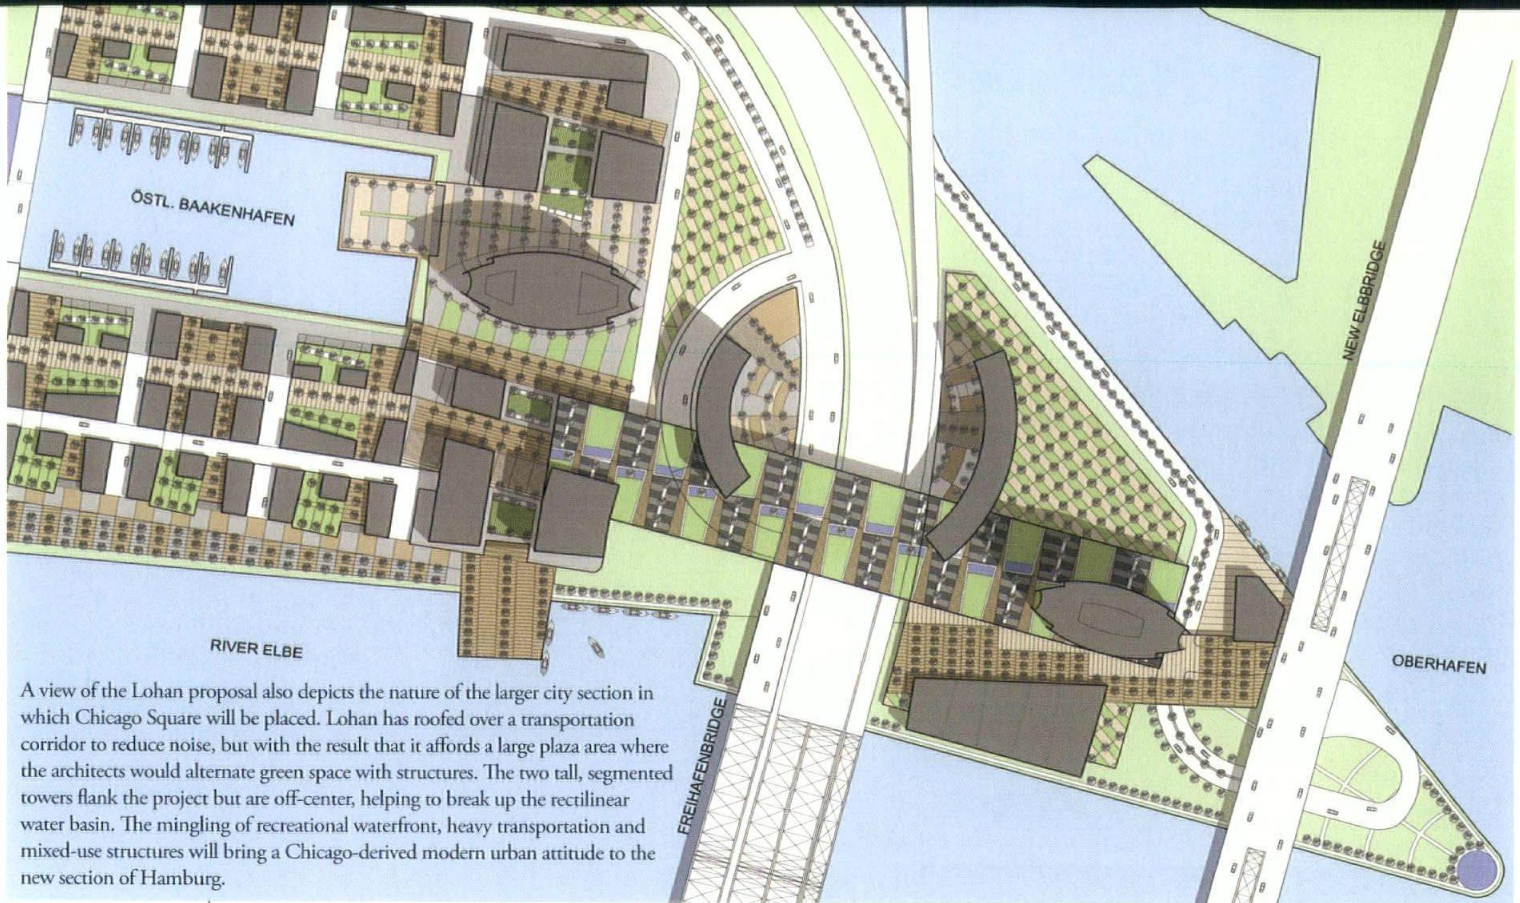 ÖSTL. BAAKENHAFEN
NEW ELBBRIDGE
RIVER ELBE
OBERHAFEN
FREIHAFENBRIDGE
A view of the Lohan proposal also depicts the nature of the larger city section in
which Chicago Square will be placed. Lohan has roofed over a transportation
corridor to reduce noise, but with the result that it affords a large plaza area where
the architects would alternate green space with structures. The two tall, segmented
towers flank the project but are off-center, helping to break up the rectilinear
water basin. The mingling of recreational waterfront, heavy transportation and
mixed-use structures will bring a Chicago-derived modern urban attitude to the
new section of Hamburg.